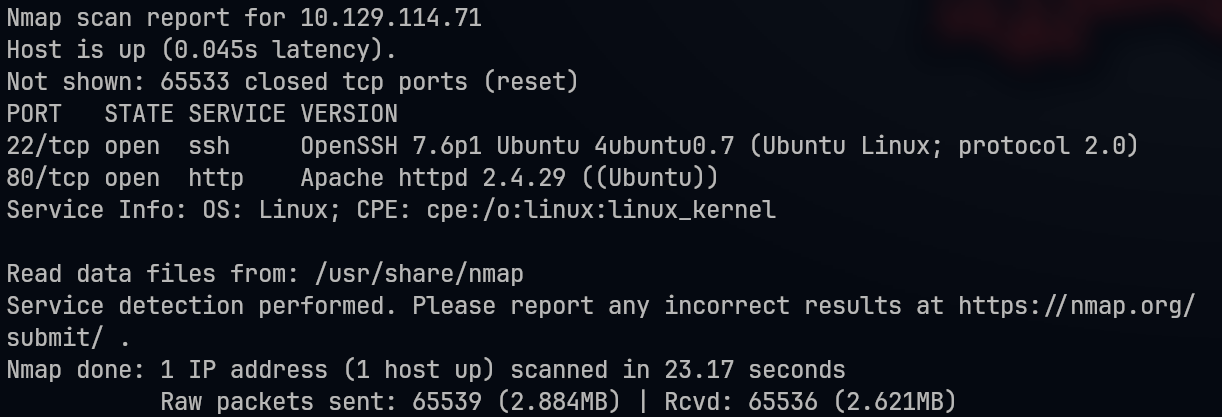 Nmap scan report for 10.129.114.71
Host is up (0.045s latency).
Not shown: 65533 closed tcp ports (reset)
PORT   STATE SERVICE VERSION
22/tcp open  ssh     OpenSSH 7.6p1 Ubuntu 4ubuntu0.7 (Ubuntu Linux; protocol 2.0)
80/tcp open  http    Apache httpd 2.4.29 ((Ubuntu))
Service Info: OS: Linux; CPE: cpe:/o:linux:linux_kernel
Read data files from: /usr/share/nmap
Service detection performed. Please report any incorrect results at https://nmap.org/
submit/ .
Nmap done: 1 IP address (1 host up) scanned in 23.17 seconds
           Raw packets sent: 65539 (2.884MB) | Rcvd: 65536 (2.621MB)